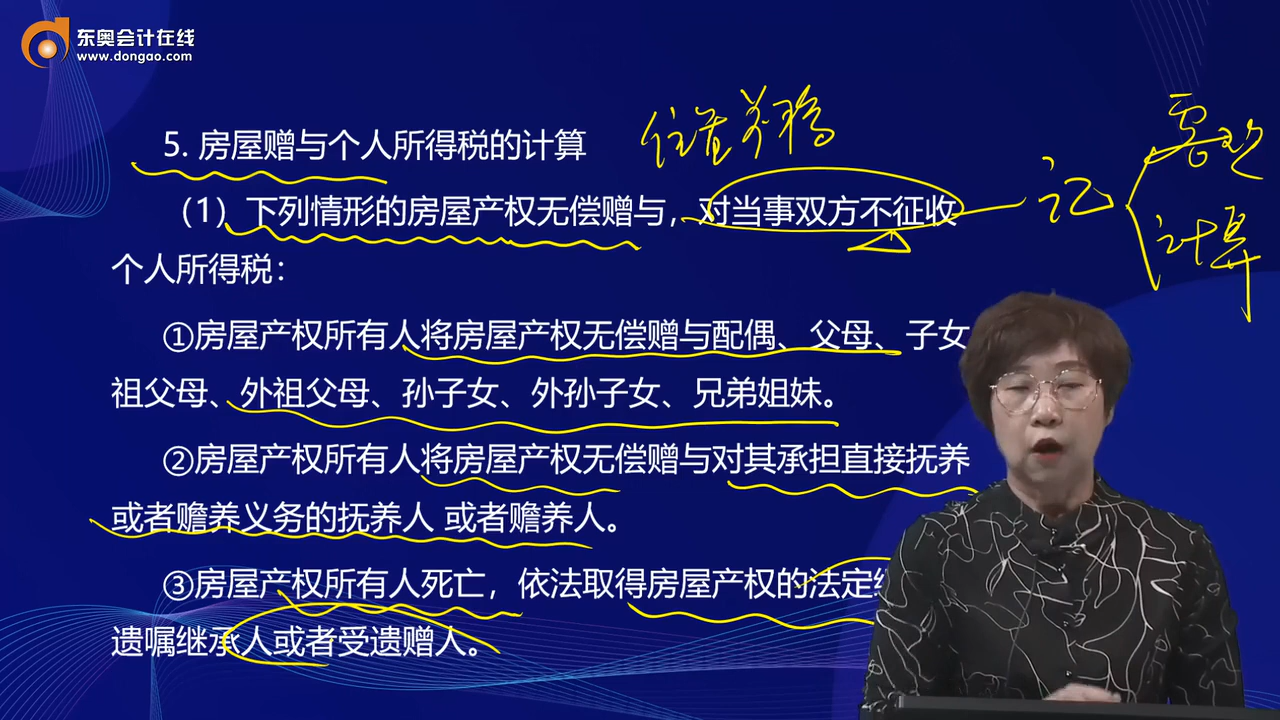 东奥会计在线
www.dongao.com
5. 房屋赠与个人所得税的计算
（1）下列情形的房屋产权无偿赠与，对当事双方不征收
个人所得税：
①房屋产权所有人将房屋产权无偿赠与配偶、父母、子女
祖父母、外祖父母、孙子女、外孙子女、兄弟姐妹。
②房屋产权所有人将房屋产权无偿赠与对其承担直接抚养
或者赡养义务的抚养人 或者赡养人。
③房屋产权所有人死亡，依法取得房屋产权的法定
遗嘱继承人或者受遗赠人。
记
客观
计算